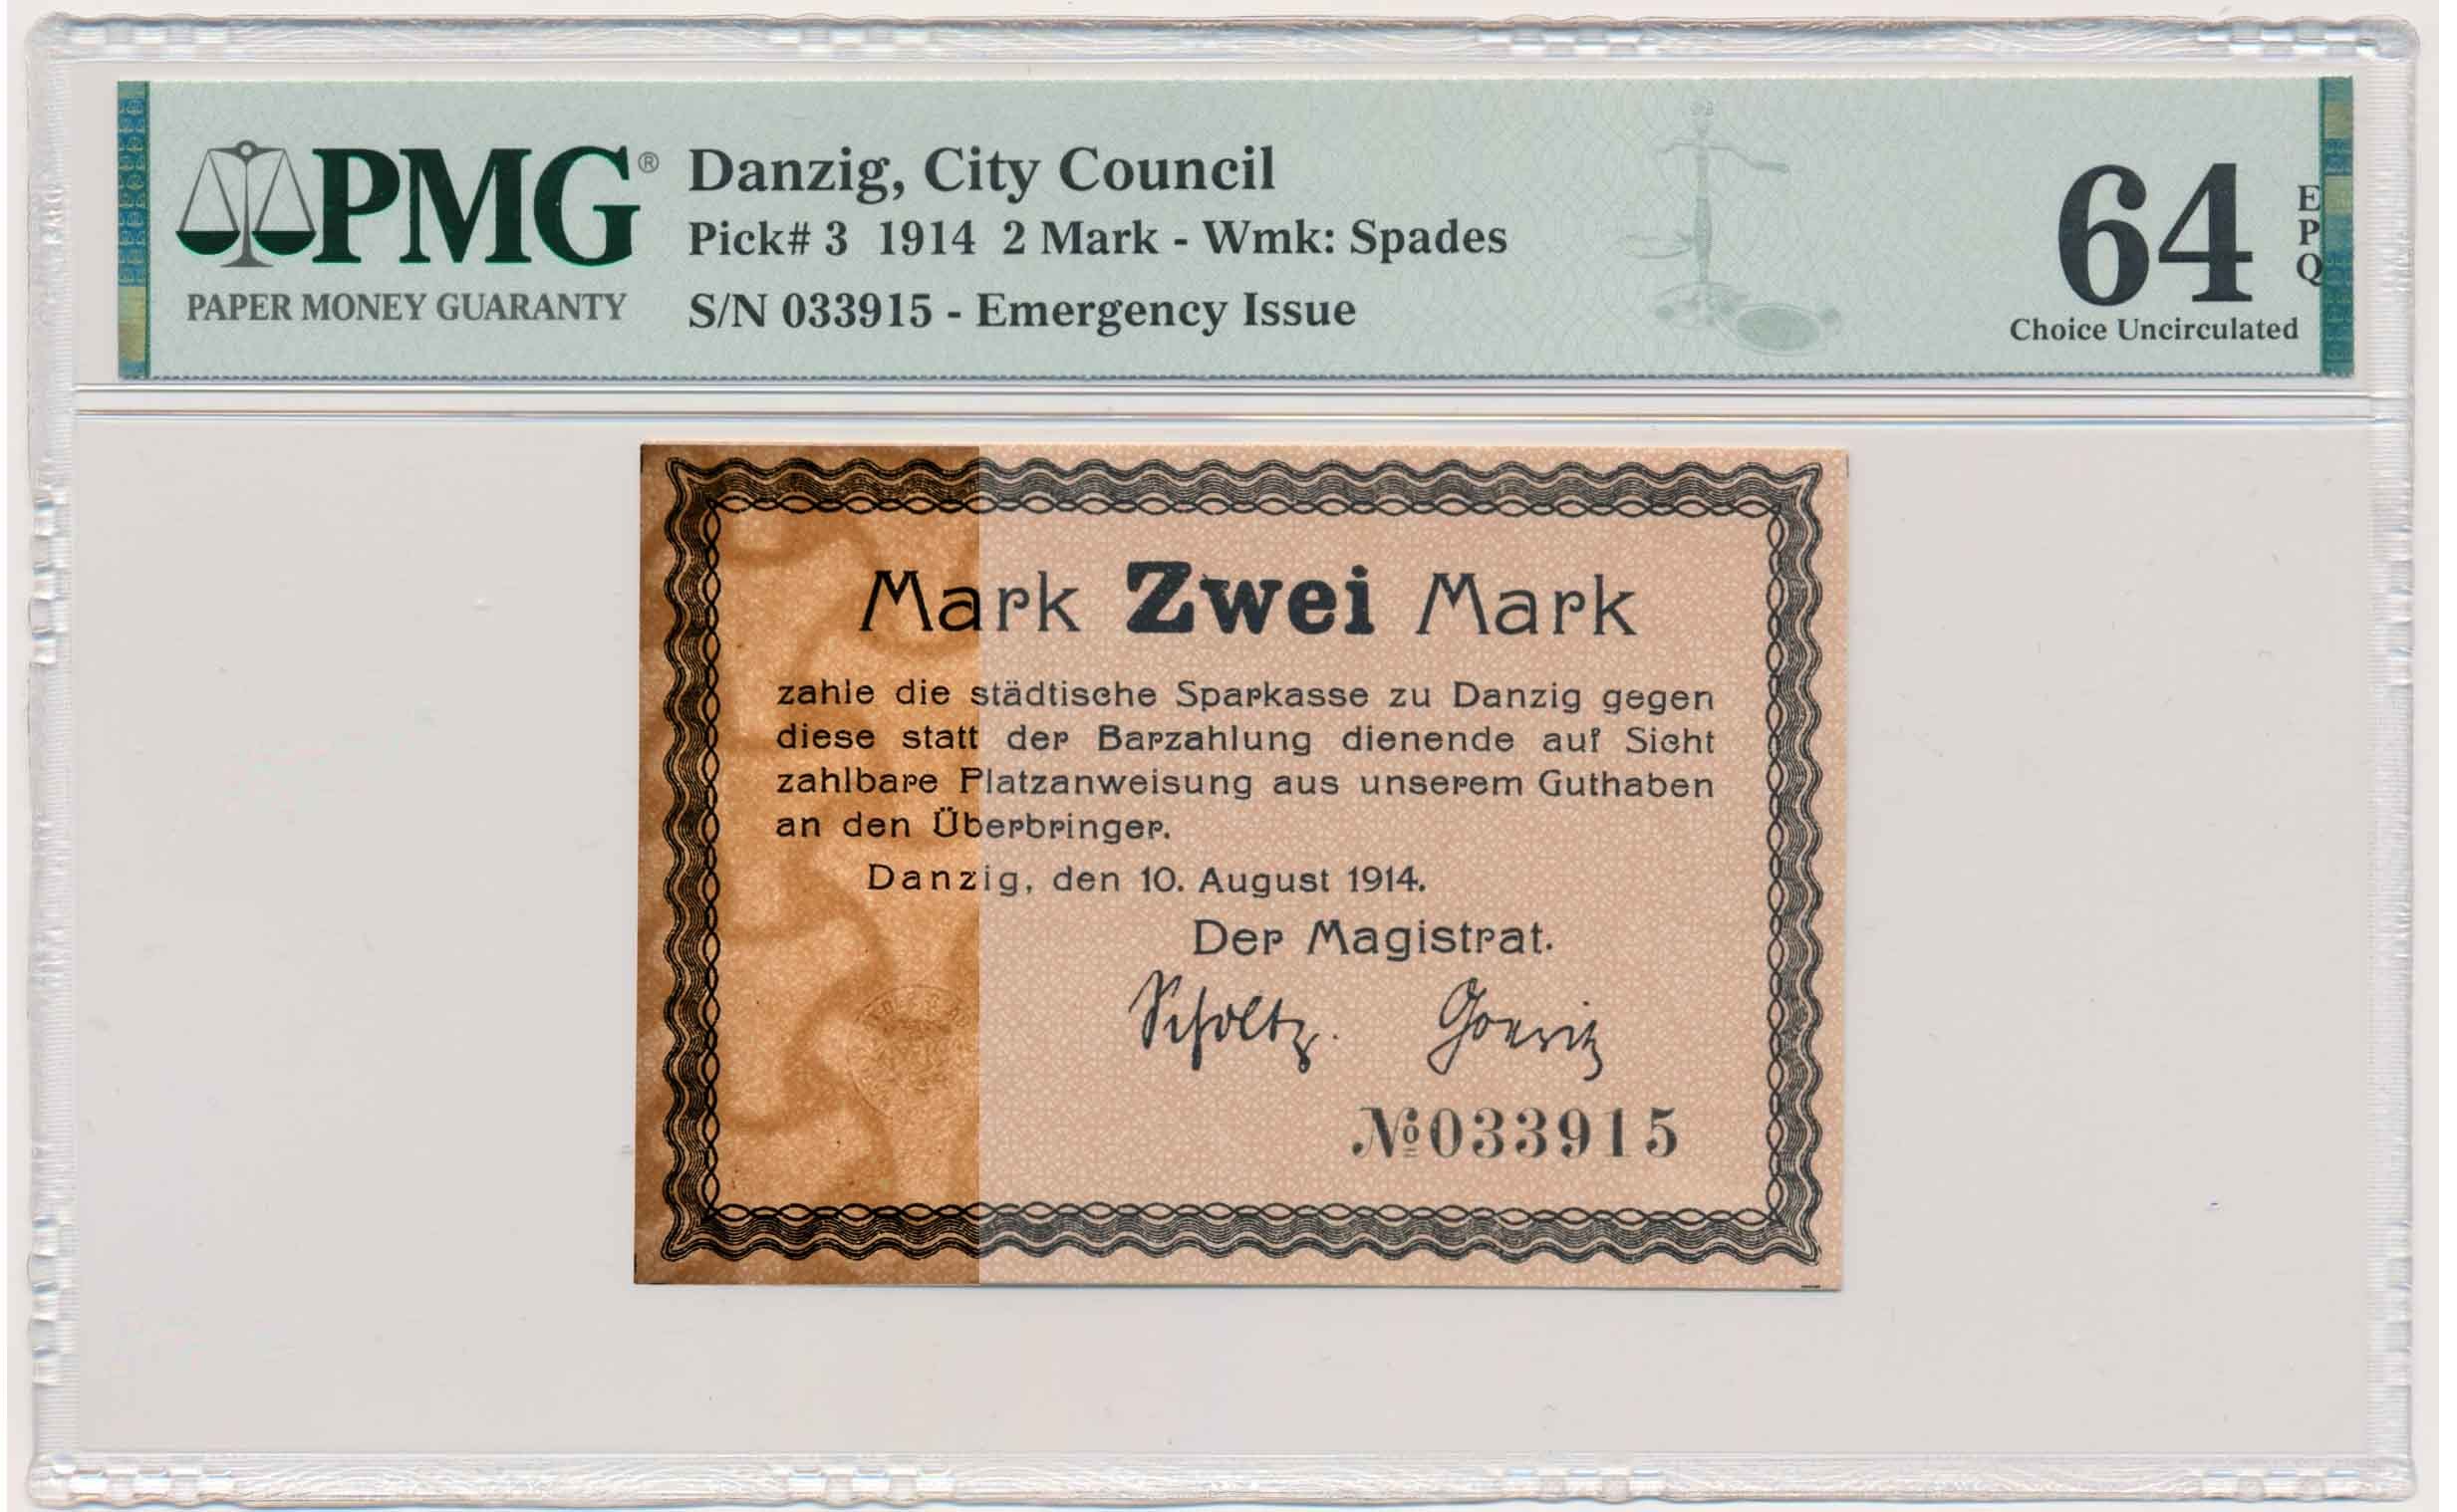 PMG®
PAPER MONEY GUARANTY
Danzig, City Council
Pick# 3 1914 2 Mark - Wmk: Spades
S/N 033915 - Emergency Issue
64
EPQ
Choice Uncirculated
Mark Zwei Mark
zahle die städtische Sparkasse zu Danzig gegen
diese statt der Barzahlung dienende auf Sicht
zahlbare Platzanweisung aus unserem Guthaben
an den Überbringer.
Danzig, den 10. August 1914.
Der Magistrat.
Scholtz. Goeritz
№033915